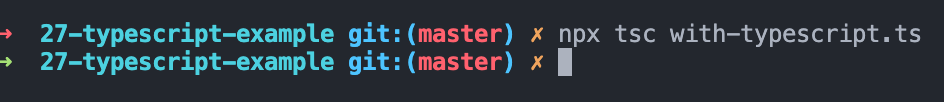 ➜  27-typescript-example git:(master) ✗ npx tsc with-typescript.ts
➜  27-typescript-example git:(master) ✗